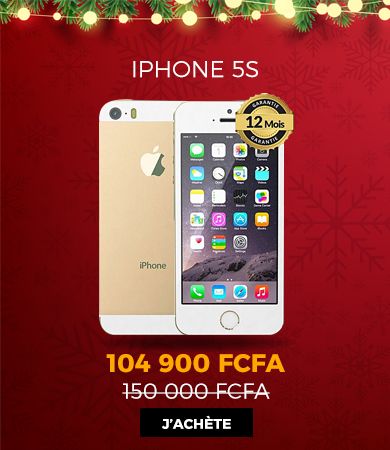 IPHONE 5S
GARANTIE
12 Mois
GARANTIE
iPhone
104 900 FCFA
150 000 FCFA
J'ACHÈTE